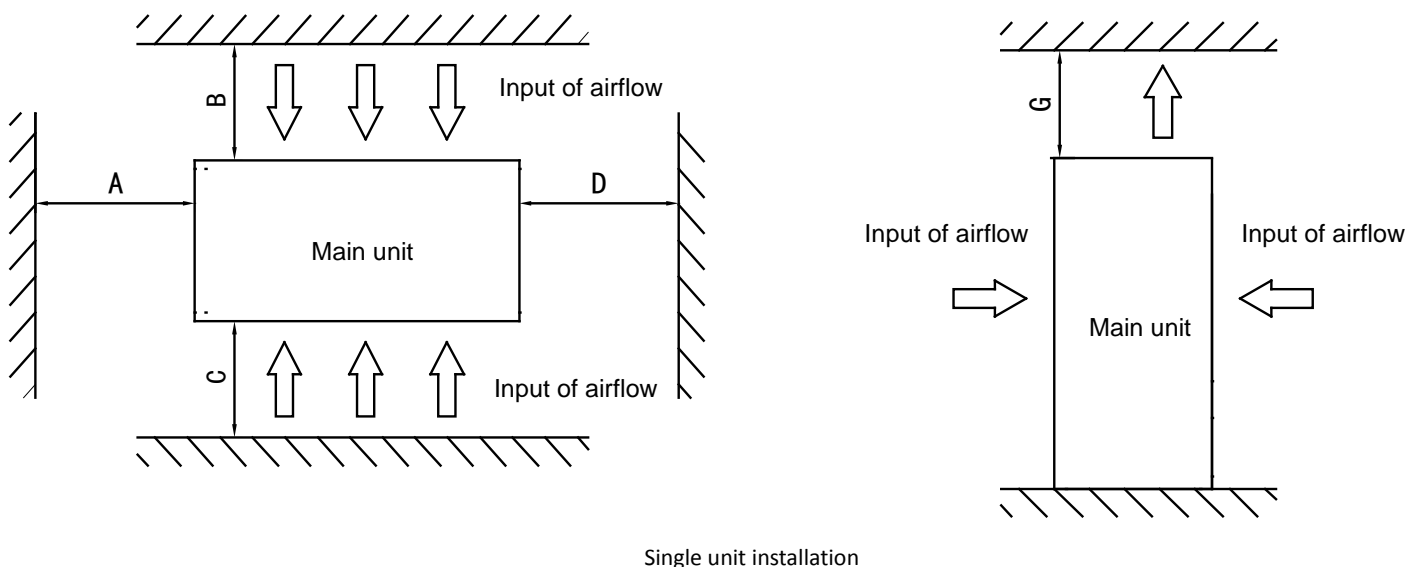 Input of airflow
B
G
A
D
Input of airflow
Input of airflow
Main unit
Main unit
C
Input of airflow
Single unit installation